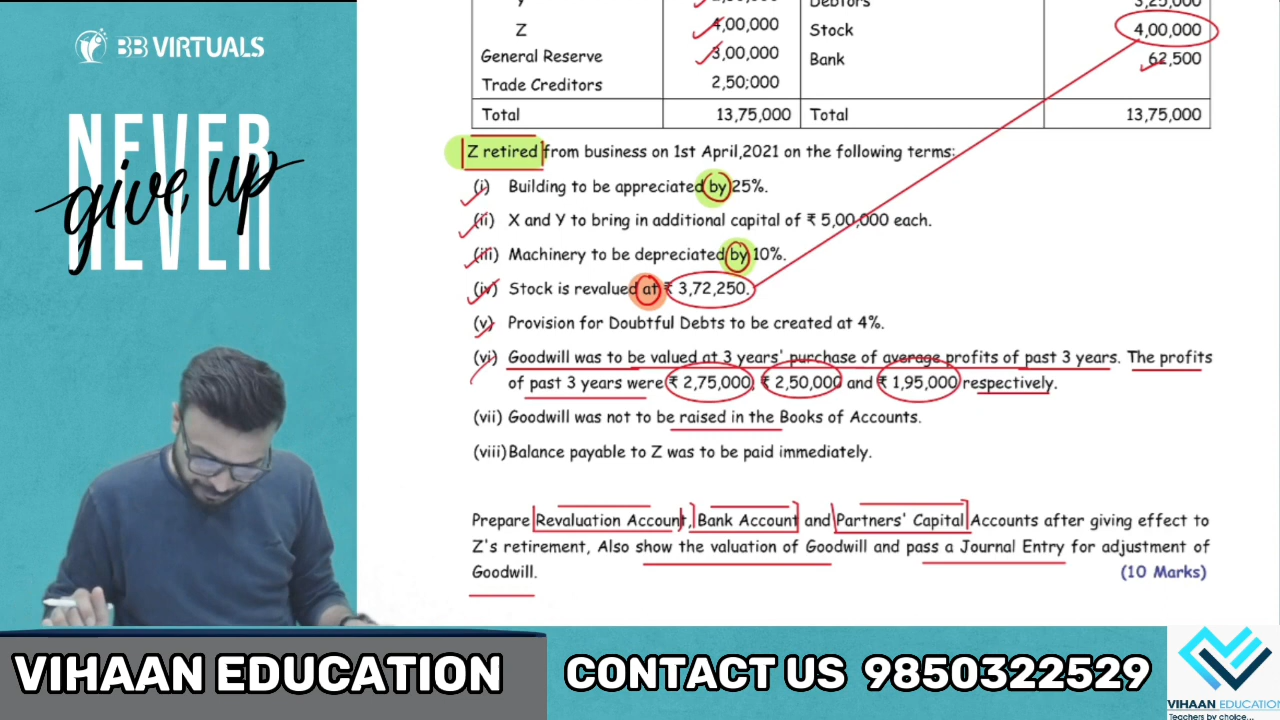 BB VIRTUALS
NEVER
give up
NEVER
Y
Debtors 3,25,000
Z 4,00,000 Stock 4,00,000
General Reserve 3,00,000 Bank 62,500
Trade Creditors 2,50;000
Total 13,75,000 Total 13,75,000
Z retired from business on 1st April,2021 on the following terms:
(i) Building to be appreciated by 25%.
(ii) X and Y to bring in additional capital of ₹ 5,00,000 each.
(iii) Machinery to be depreciated by 10%.
(iv) Stock is revalued at ₹ 3,72,250.
(v) Provision for Doubtful Debts to be created at 4%.
(vi) Goodwill was to be valued at 3 years' purchase of average profits of past 3 years. The profits
of past 3 years were ₹ 2,75,000, ₹ 2,50,000 and ₹ 1,95,000 respectively.
(vii) Goodwill was not to be raised in the Books of Accounts.
(viii) Balance payable to Z was to be paid immediately.
Prepare Revaluation Account, Bank Account and Partners' Capital Accounts after giving effect to
Z's retirement, Also show the valuation of Goodwill and pass a Journal Entry for adjustment of
Goodwill. (10 Marks)
VIHAAN EDUCATION
CONTACT US 9850322529
VIHAAN EDUCATION
Teachers by choice...